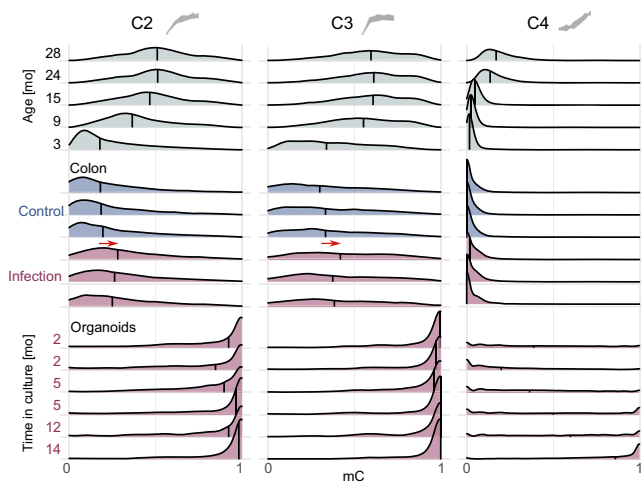 C2 C3 C4
Age [mo]
28
24
15
9
3
Colon
Control
Infection
Organoids
Time in culture [mo]
2
2
5
5
12
14
0 1 0 1 0 1
mC